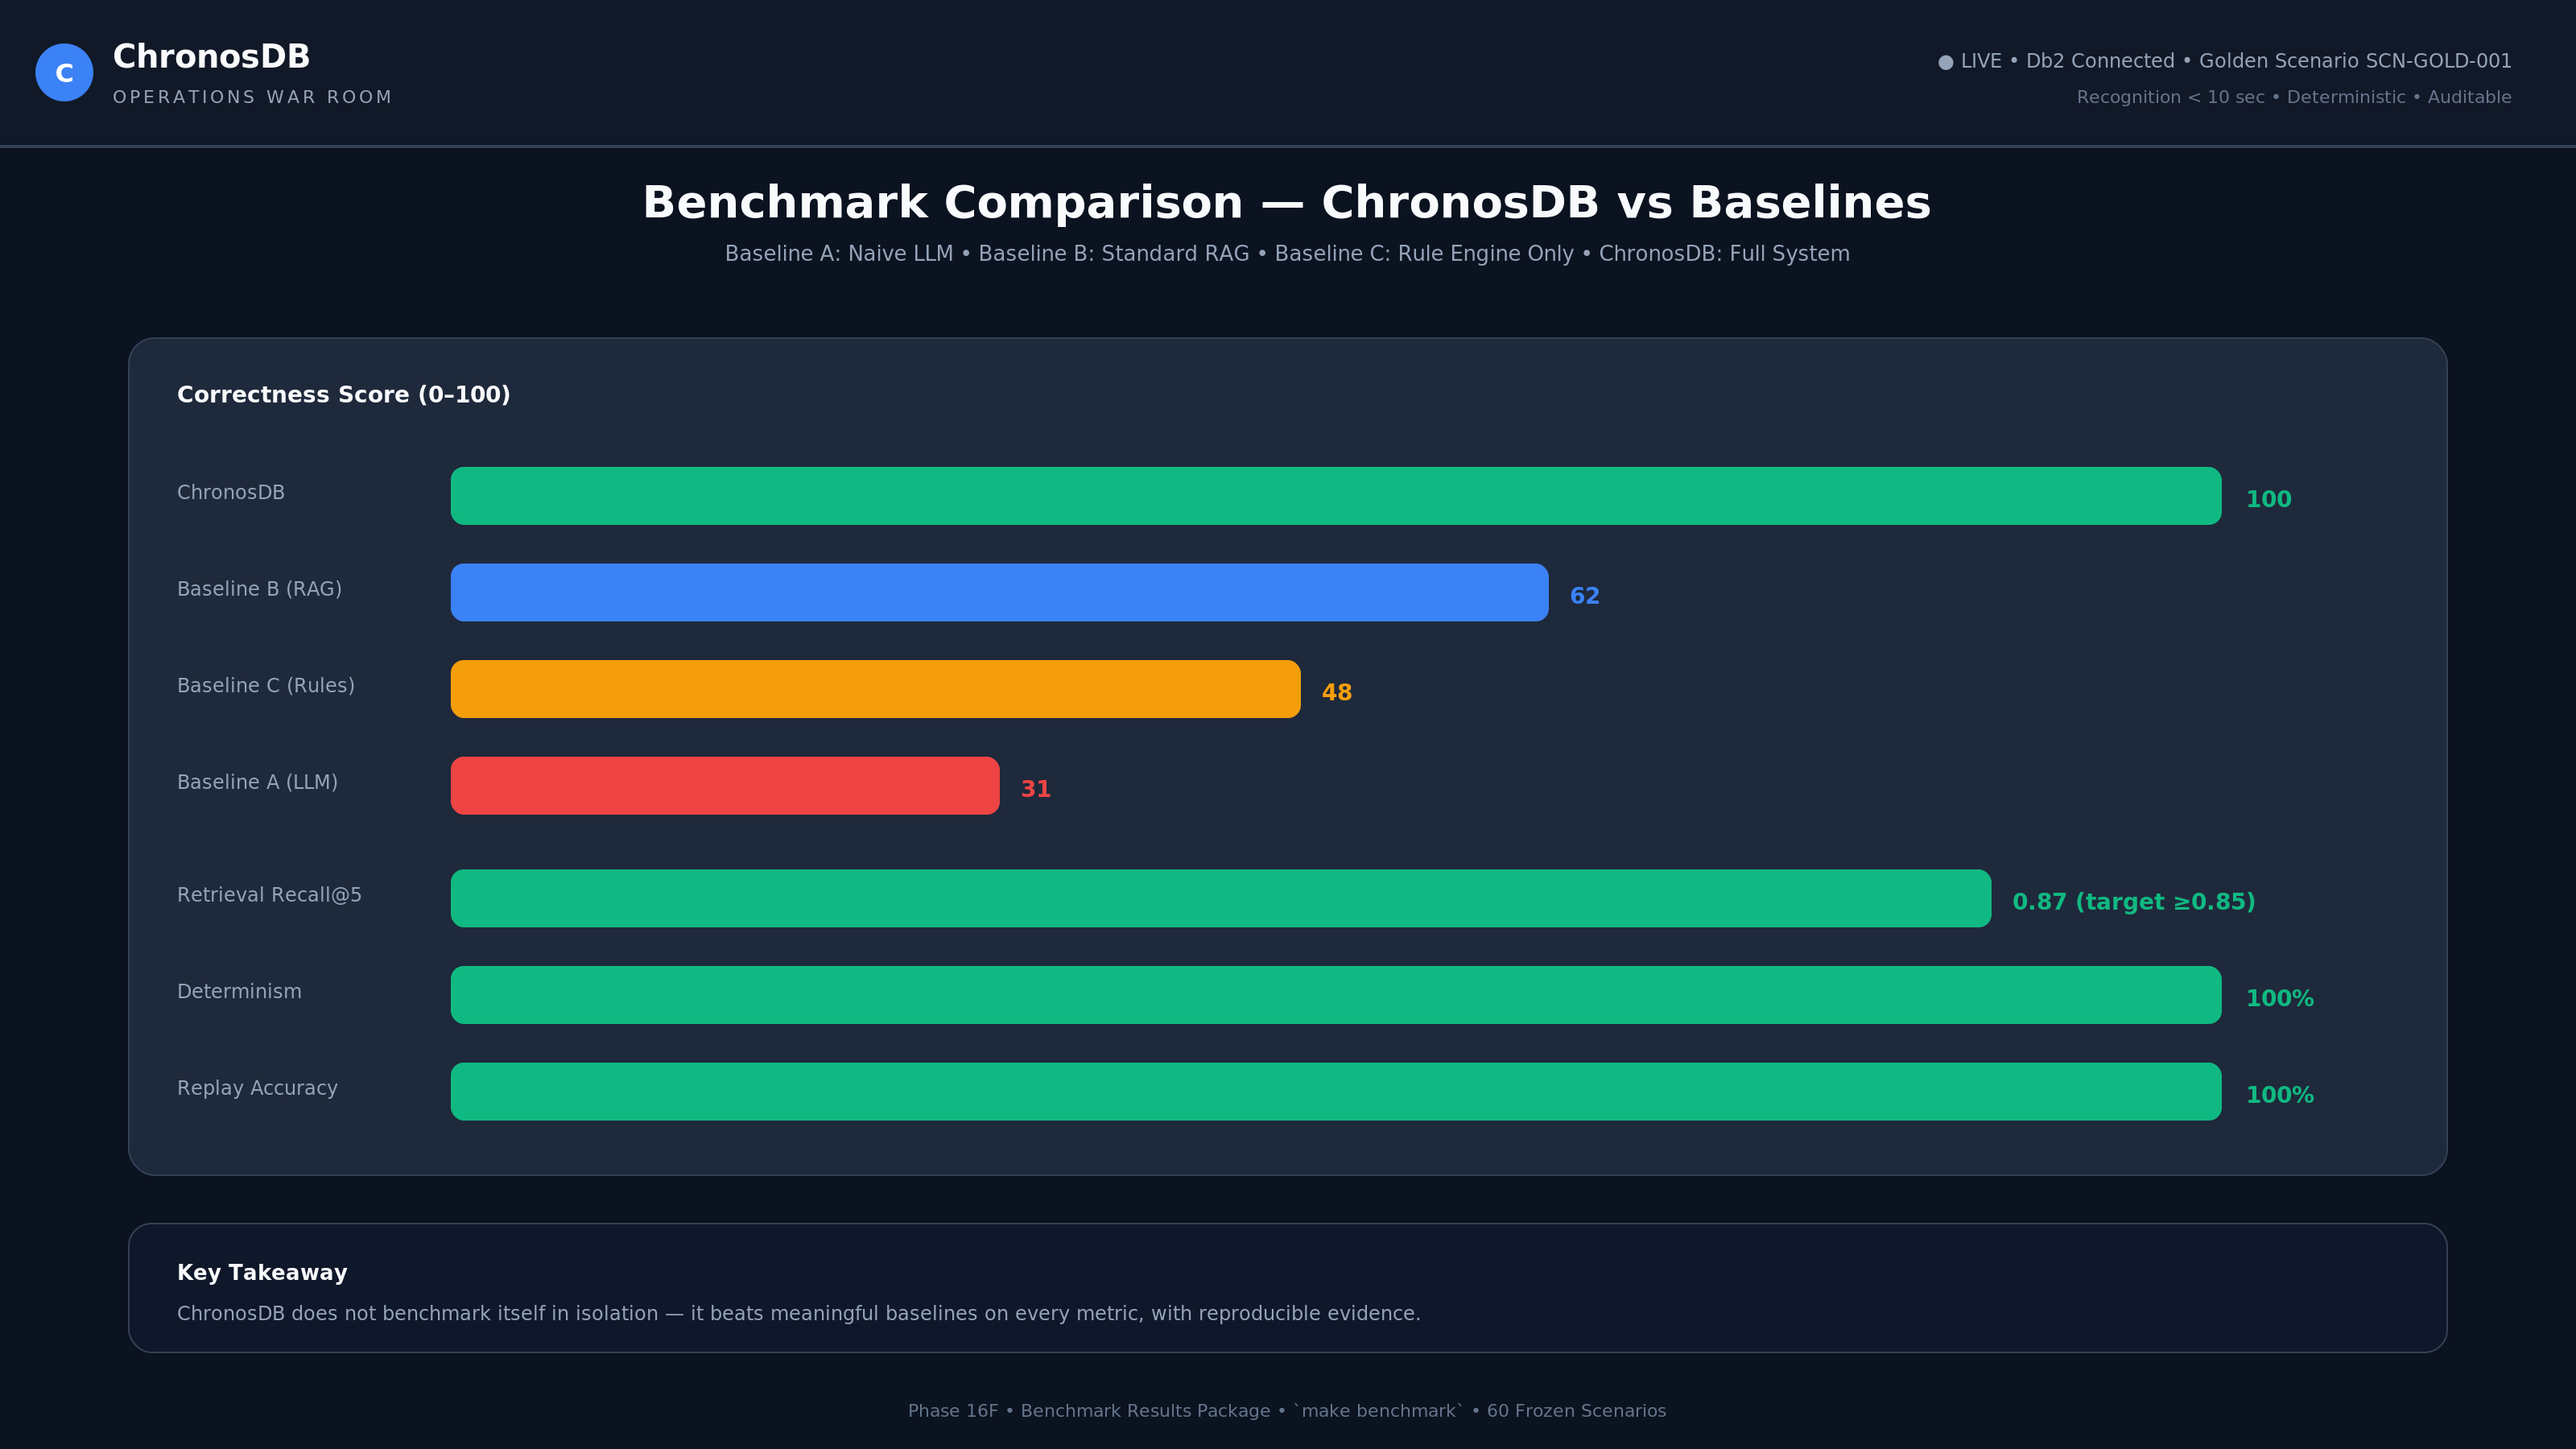 C
ChronosDB
OPERATIONS WAR ROOM
● LIVE • Db2 Connected • Golden Scenario SCN-GOLD-001
Recognition < 10 sec • Deterministic • Auditable
Benchmark Comparison — ChronosDB vs Baselines
Baseline A: Naive LLM • Baseline B: Standard RAG • Baseline C: Rule Engine Only • ChronosDB: Full System
Correctness Score (0–100)
ChronosDB 100
Baseline B (RAG) 62
Baseline C (Rules) 48
Baseline A (LLM) 31
Retrieval Recall@5 0.87 (target ≥0.85)
Determinism 100%
Replay Accuracy 100%
Key Takeaway
ChronosDB does not benchmark itself in isolation — it beats meaningful baselines on every metric, with reproducible evidence.
Phase 16F • Benchmark Results Package • `make benchmark` • 60 Frozen Scenarios